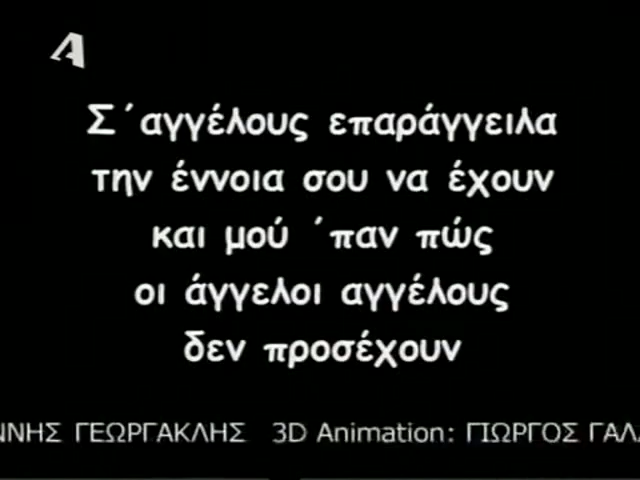 Α
Σ΄αγγέλους επαράγγειλα
την έννοια σου να έχουν
και μού ΄παν πώς
οι άγγελοι αγγέλους
δεν προσέχουν
ΝΝΗΣ ΓΕΩΡΓΑΚΛΗΣ 3D Animation: ΓΙΩΡΓΟΣ ΓΑΛ